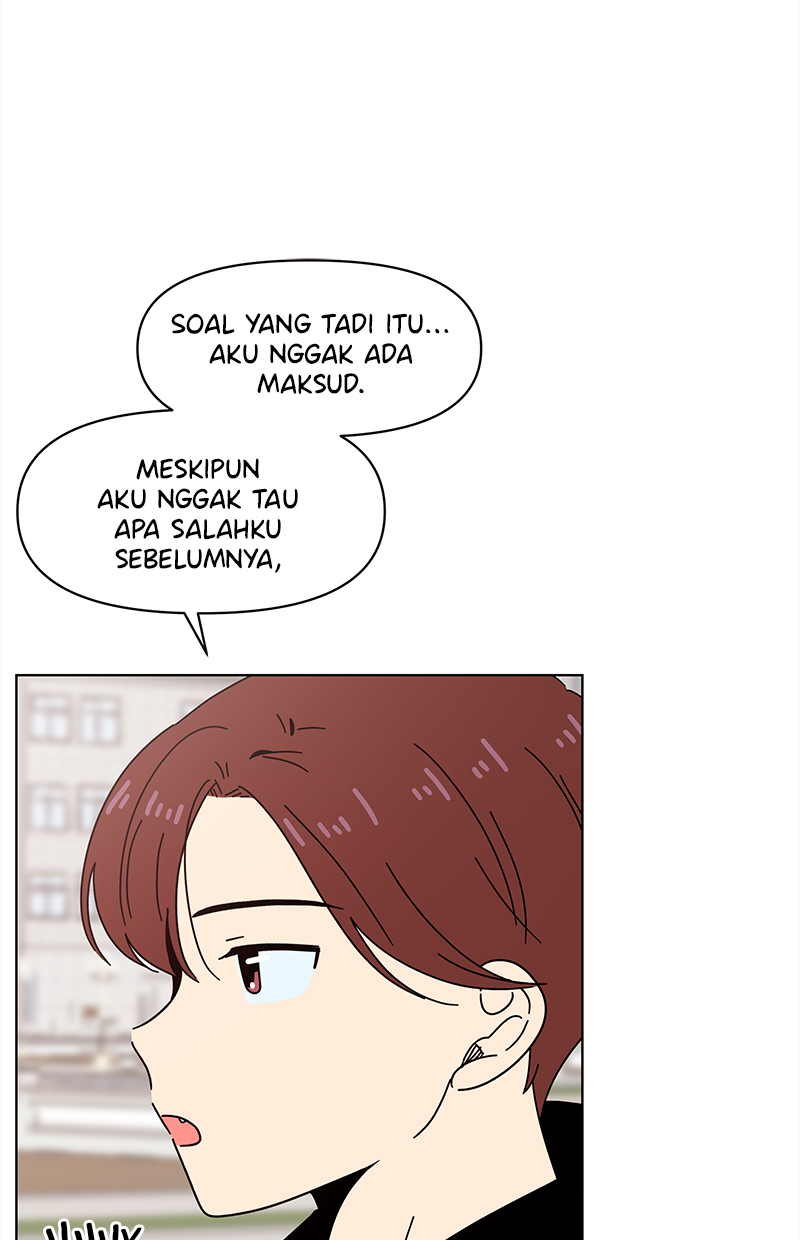 SOAL YANG TADI ITU...
AKU NGGAK ADA
MAKSUD.
MESKIPUN
AKU NGGAK TAU
APA SALAHKU
SEBELUMNYA,